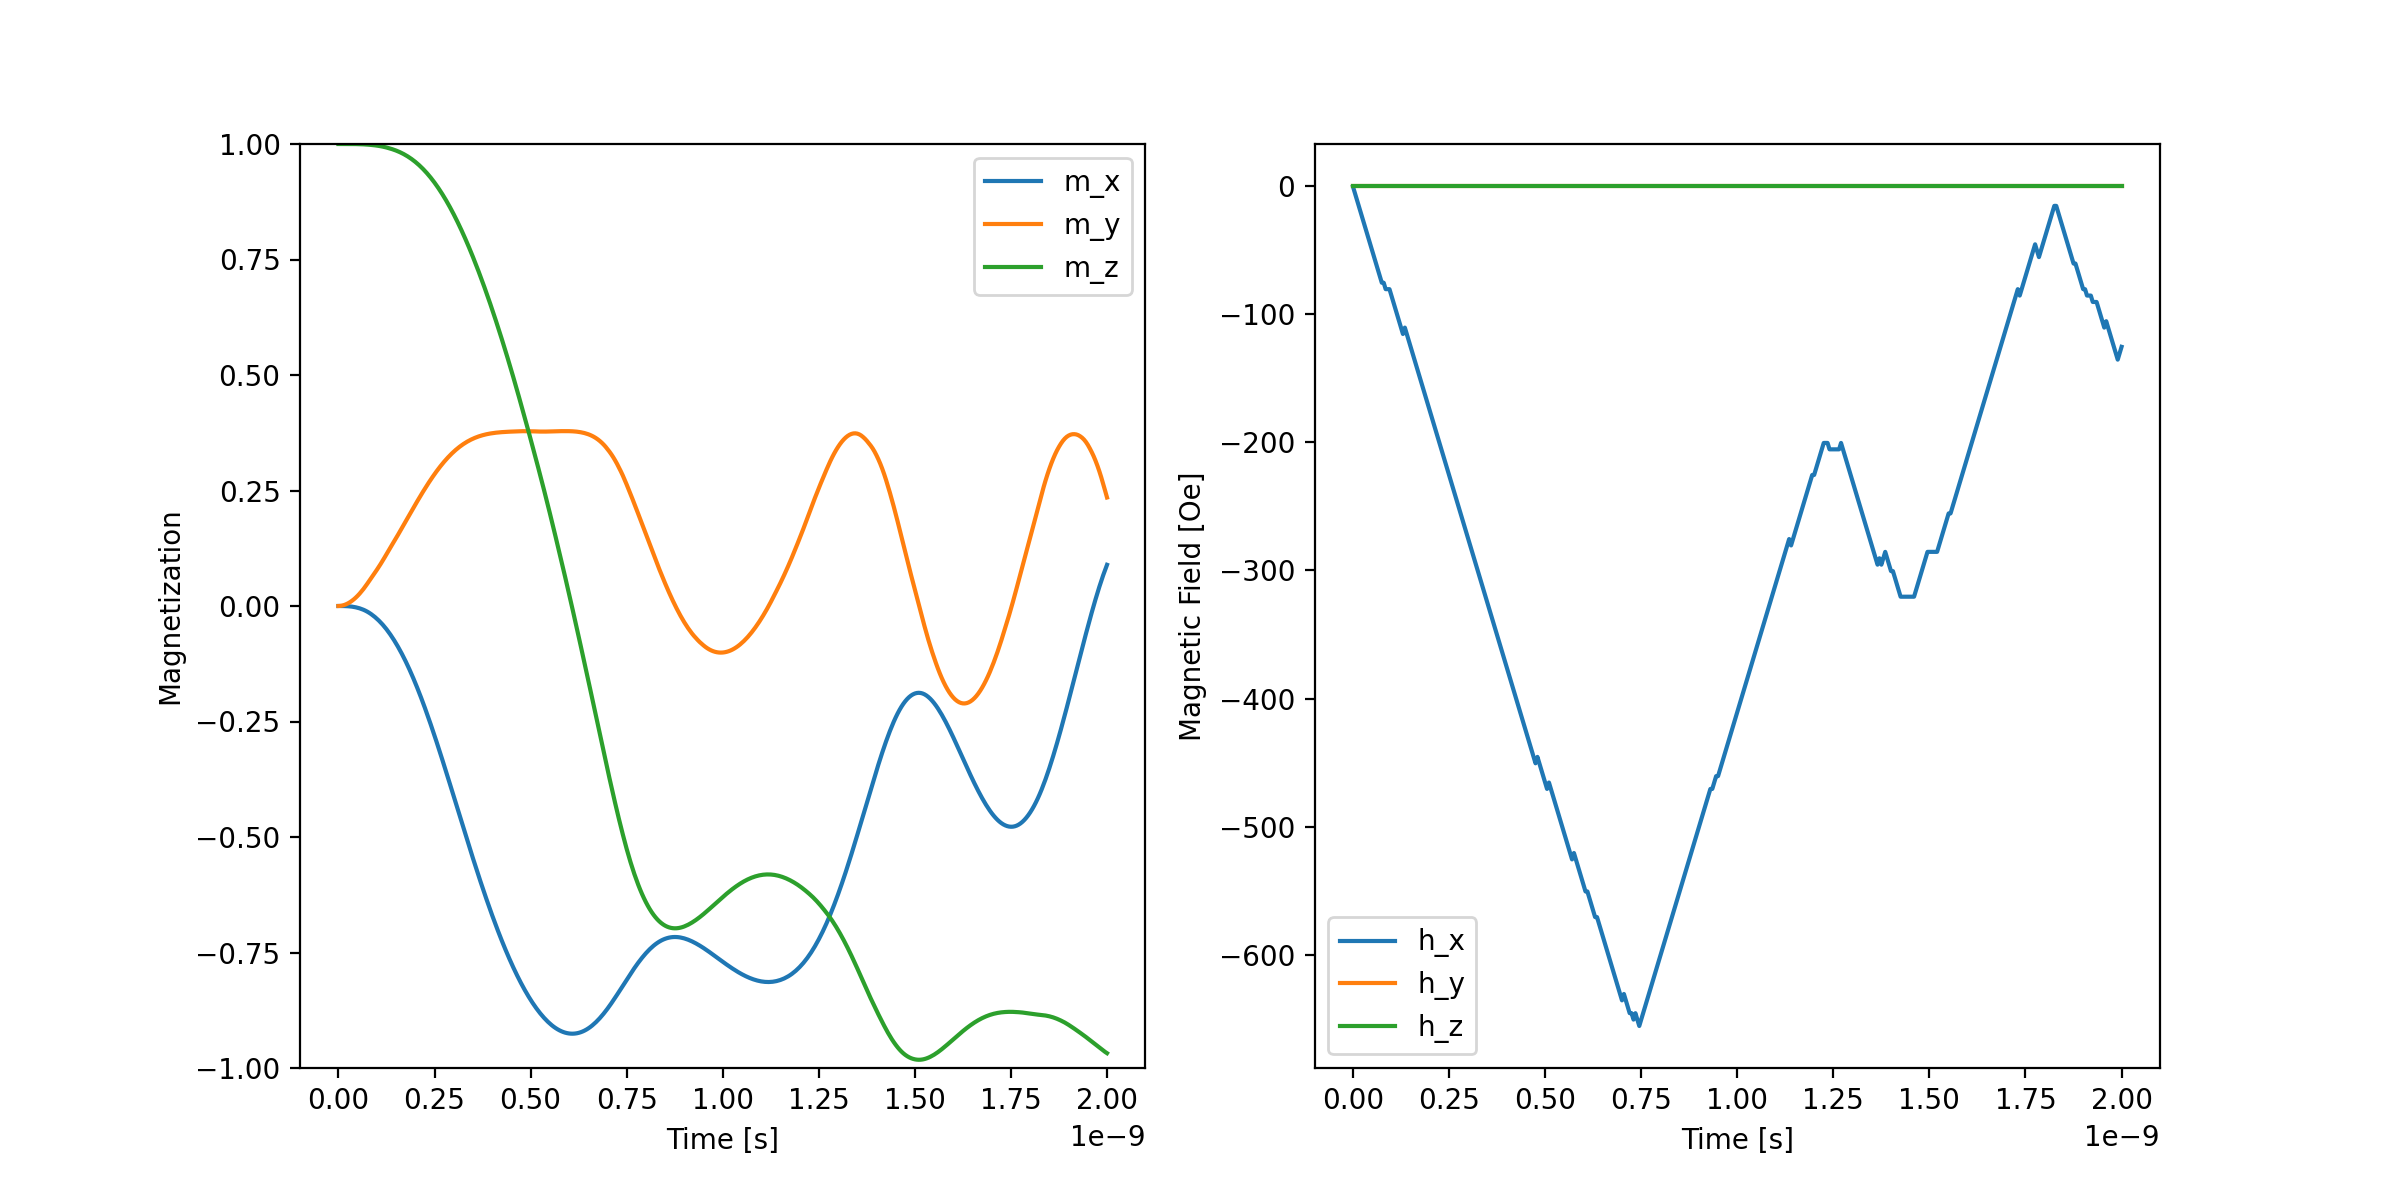 1.00
0.75
0.50
0.25
0.00
−0.25
−0.50
−0.75
−1.00
Magnetization
m_x
m_y
m_z
0.00 0.25 0.50 0.75 1.00 1.25 1.50 1.75 2.00
Time [s]
1e−9
0
−100
−200
−300
−400
−500
−600
Magnetic Field [Oe]
h_x
h_y
h_z
0.00 0.25 0.50 0.75 1.00 1.25 1.50 1.75 2.00
Time [s]
1e−9